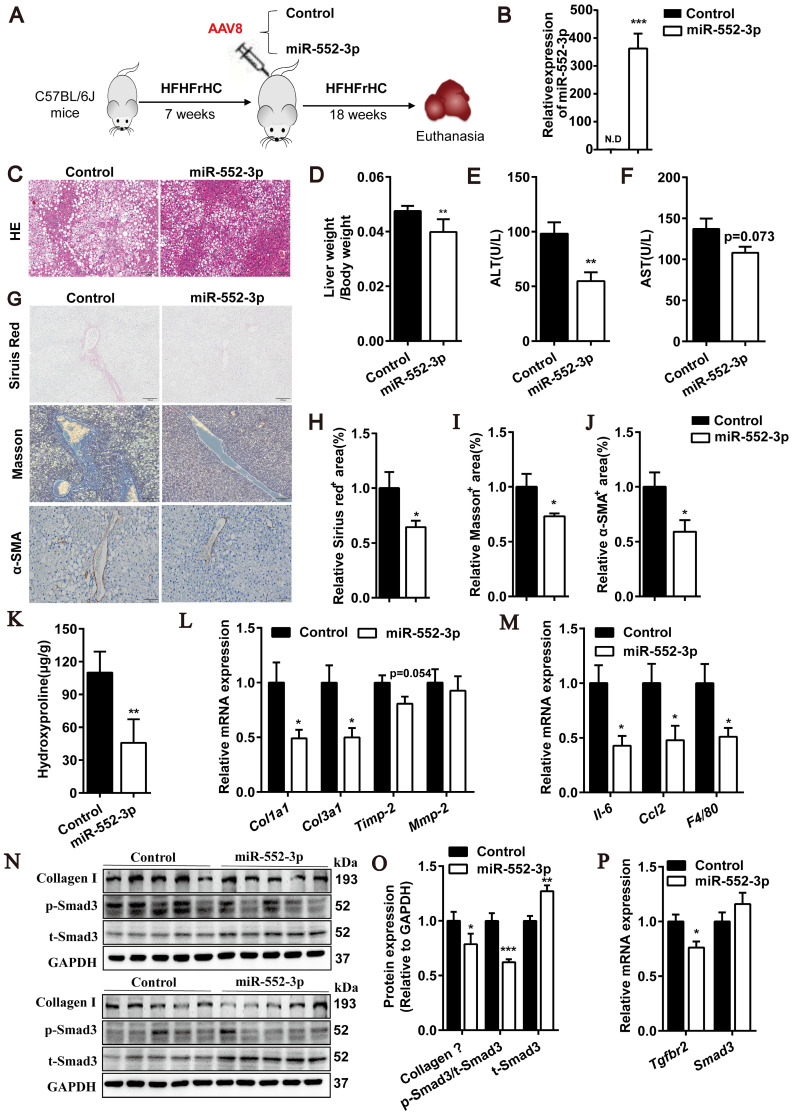 A
AAV8
Control
miR-552-3p
C57BL/6J
mice
HFHFrHC
7 weeks
HFHFrHC
18 weeks
Euthanasia
B
Relative expression
of miR-552-3p
500
400
300
200
100
0
N.D
***
Control
miR-552-3p
C
Control
miR-552-3p
HE
D
Liver weight
/Body weight
0.06
0.04
0.02
0.00
**
Control
miR-552-3p
E
ALT(U/L)
150
100
50
0
**
Control
miR-552-3p
F
AST(U/L)
200
150
100
50
0
p=0.073
Control
miR-552-3p
G
Control
miR-552-3p
Siruis Red
Masson
α-SMA
H
Relative Sirius red+ area(%)
1.5
1.0
0.5
0.0
*
I
Relative Masson+ area(%)
1.5
1.0
0.5
0.0
*
J
Relative α-SMA+ area(%)
1.5
1.0
0.5
0.0
*
Control
miR-552-3p
K
Hydroxyproline(μg/g)
150
120
90
60
30
0
**
Control
miR-552-3p
L
Control
miR-552-3p
Relative mRNA expression
1.5
1.0
0.5
0.0
*
*
p=0.054
Col1a1
Col3a1
Timp-2
Mmp-2
M
Control
miR-552-3p
Relative mRNA expression
1.5
1.0
0.5
0.0
*
*
*
Il-6
Ccl2
F4/80
N
Control
miR-552-3p
kDa
Collagen I
193
p-Smad3
52
t-Smad3
52
GAPDH
37
Control
miR-552-3p
kDa
Collagen I
193
p-Smad3
52
t-Smad3
52
GAPDH
37
O
Control
miR-552-3p
Protein expression
(Relative to GAPDH)
1.5
1.0
0.5
0.0
*
***
**
Collagen ?
p-Smad3/t-Smad3
t-Smad3
P
Control
miR-552-3p
Relative mRNA expression
1.5
1.0
0.5
0.0
*
Tgfbr2
Smad3